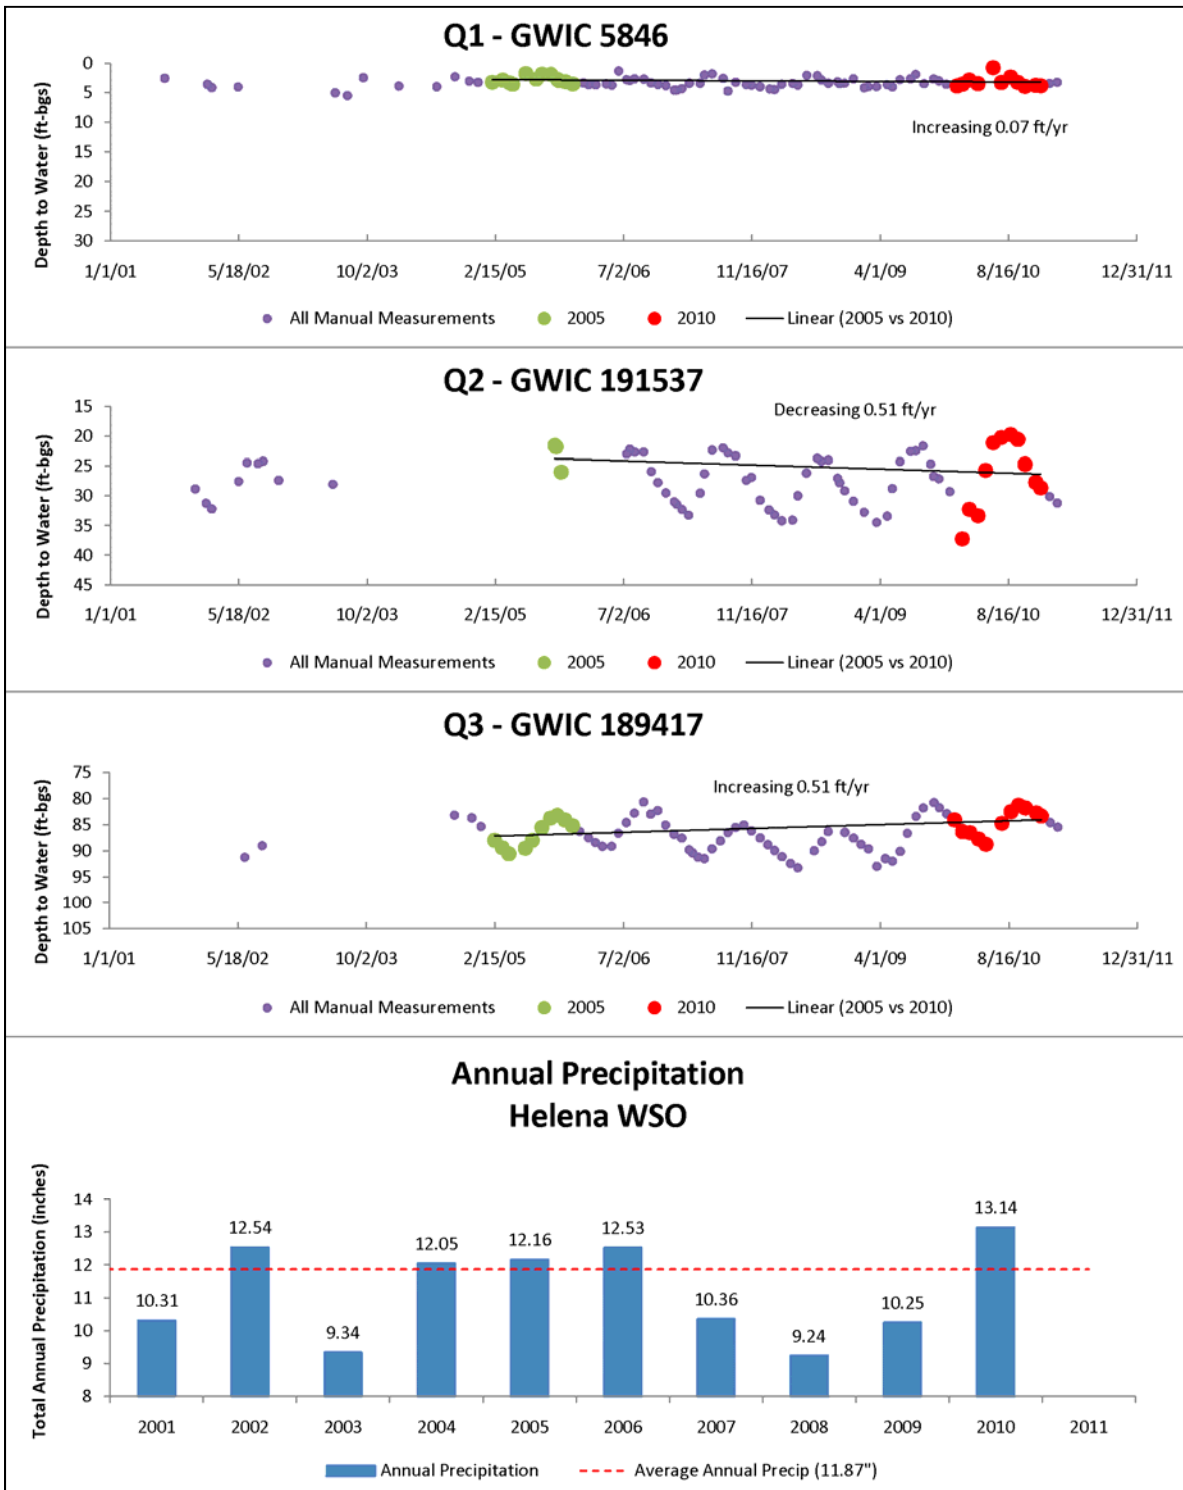 Q1 - GWIC 5846
Depth to Water (ft-bgs)
0
5
10
15
20
25
30
Increasing 0.07 ft/yr
1/1/01 5/18/02 10/2/03 2/15/05 7/2/06 11/16/07 4/1/09 8/16/10 12/31/11
All Manual Measurements 2005 2010 Linear (2005 vs 2010)
Q2 - GWIC 191537
Depth to Water (ft-bgs)
15
20
25
30
35
40
45
Decreasing 0.51 ft/yr
1/1/01 5/18/02 10/2/03 2/15/05 7/2/06 11/16/07 4/1/09 8/16/10 12/31/11
All Manual Measurements 2005 2010 Linear (2005 vs 2010)
Q3 - GWIC 189417
Depth to Water (ft-bgs)
75
80
85
90
95
100
105
Increasing 0.51 ft/yr
1/1/01 5/18/02 10/2/03 2/15/05 7/2/06 11/16/07 4/1/09 8/16/10 12/31/11
All Manual Measurements 2005 2010 Linear (2005 vs 2010)
Annual Precipitation
Helena WSO
Total Annual Precipitation (inches)
14
13
12
11
10
9
8
10.31
12.54
9.34
12.05
12.16
12.53
10.36
9.24
10.25
13.14
2001 2002 2003 2004 2005 2006 2007 2008 2009 2010 2011
Annual Precipitation Average Annual Precip (11.87")